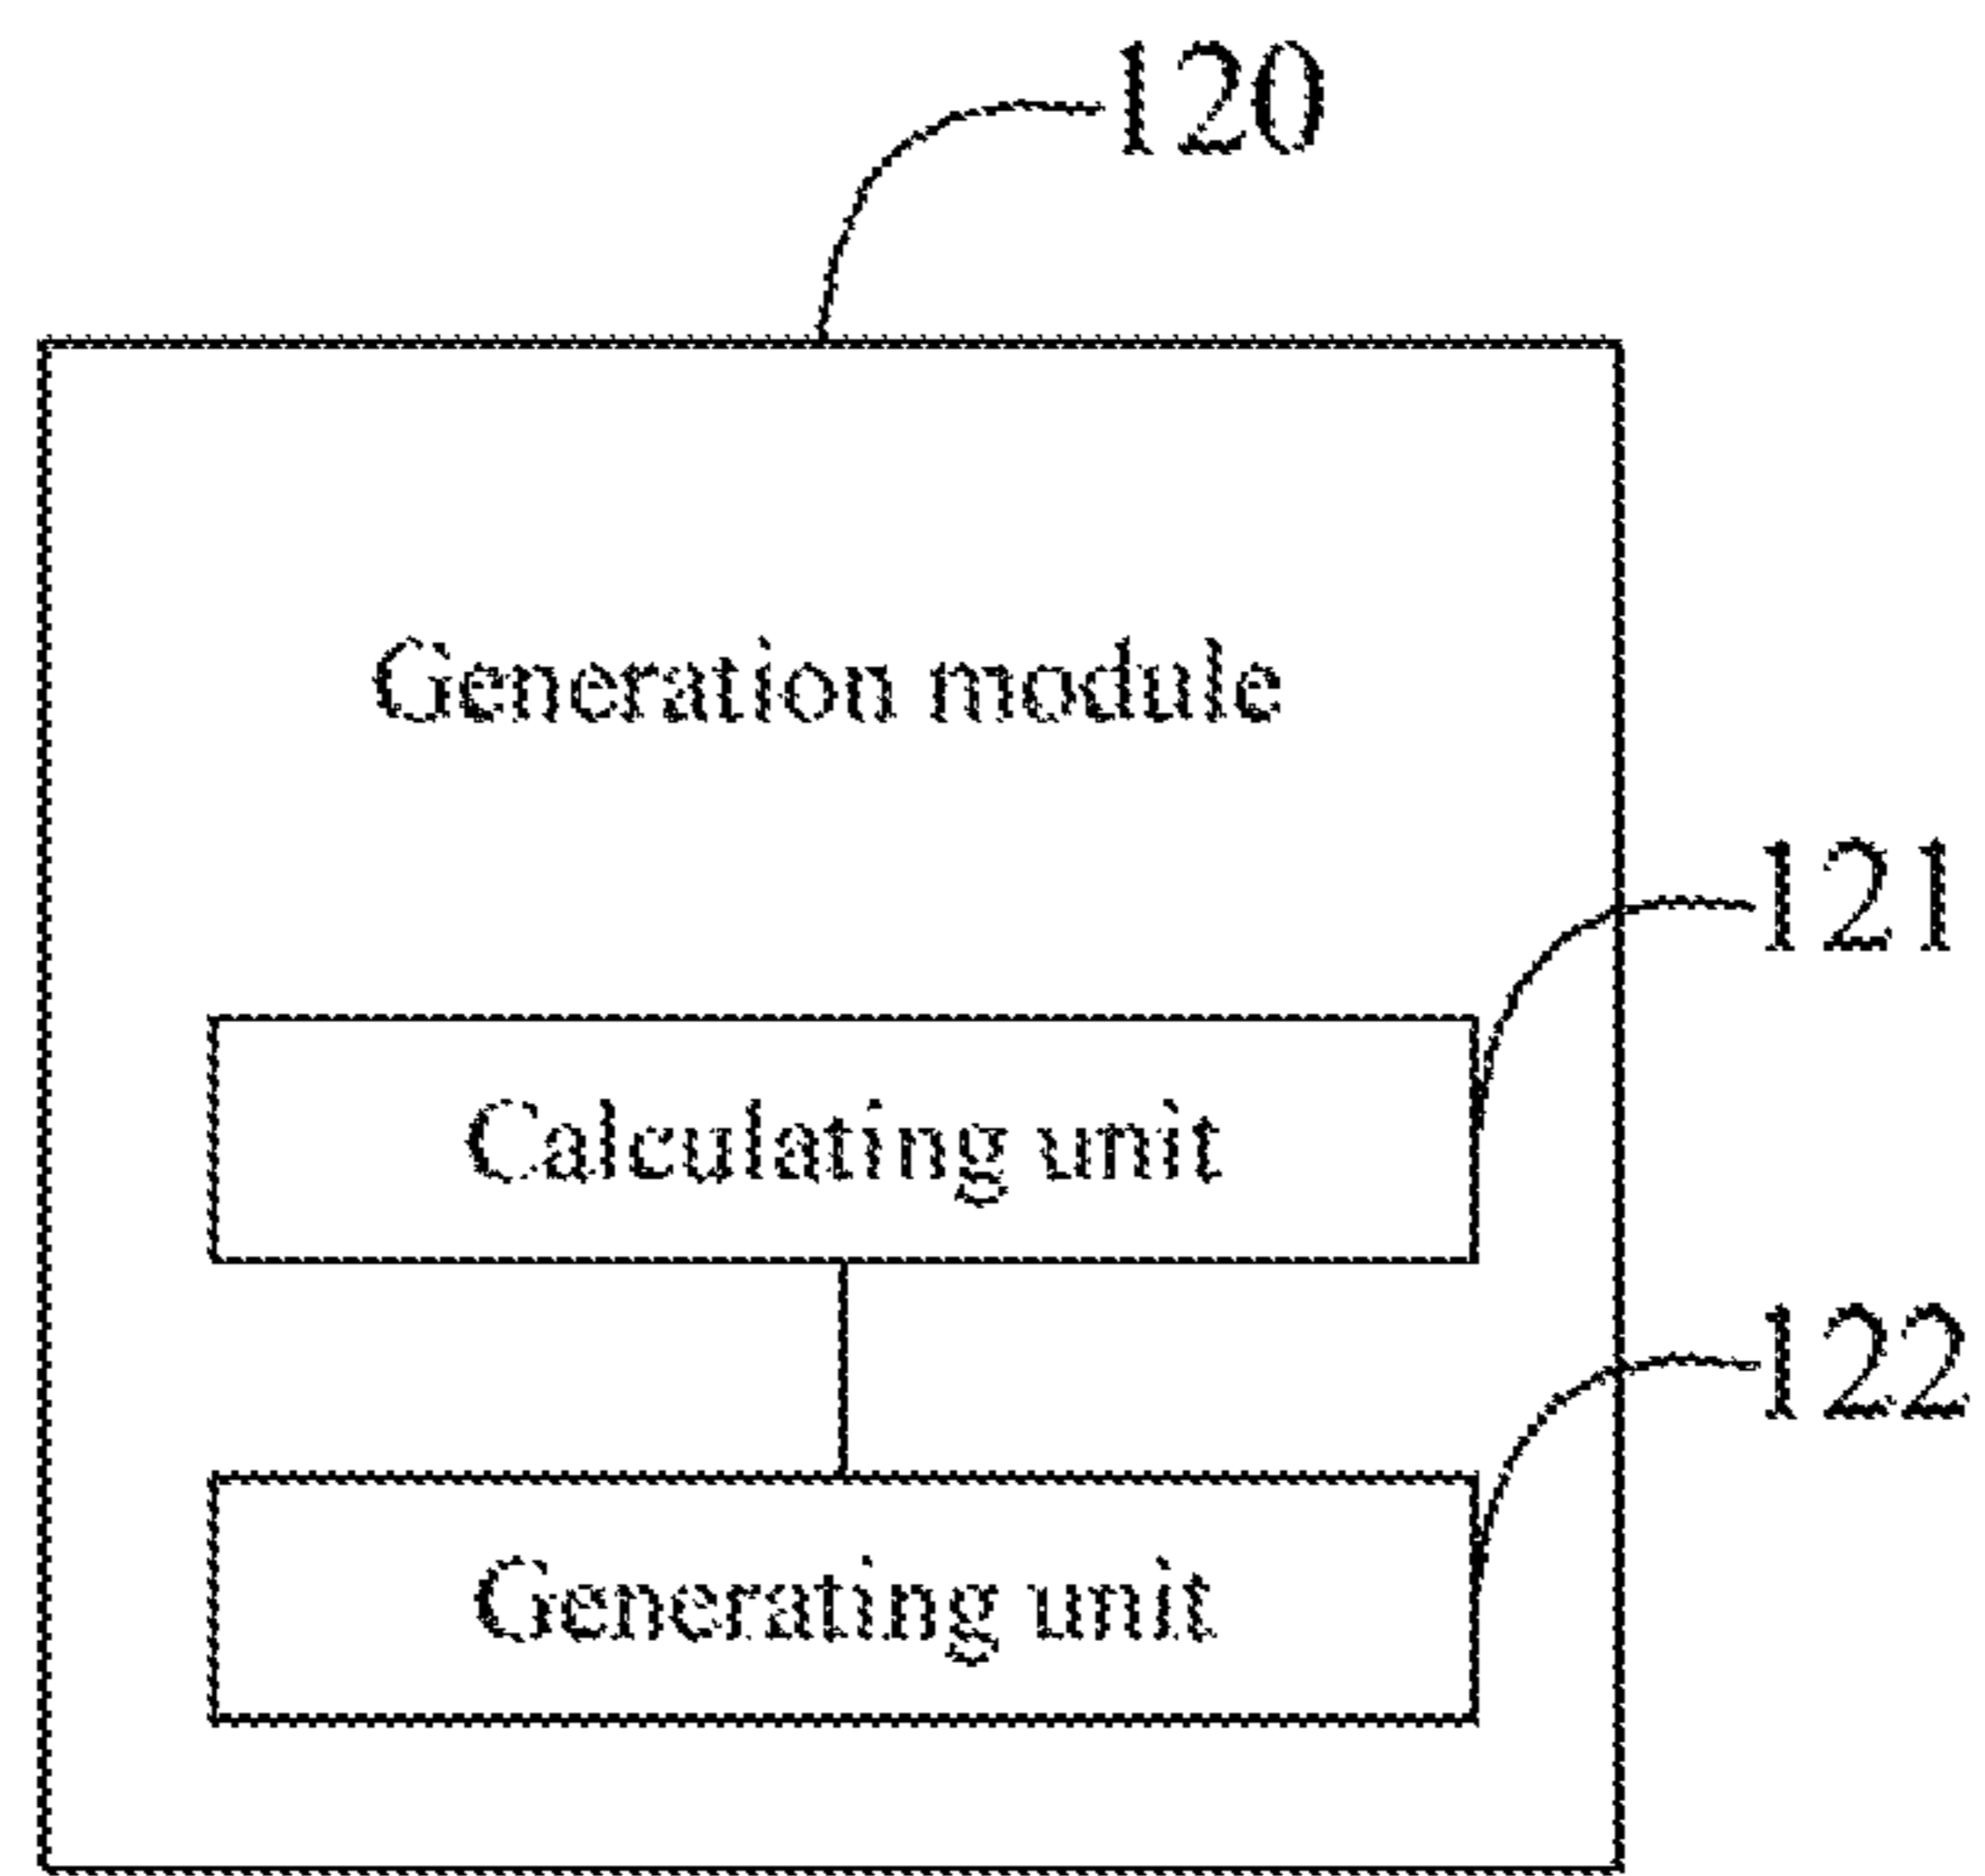 120
Generation module
121
Calculating unit
122
Generating unit